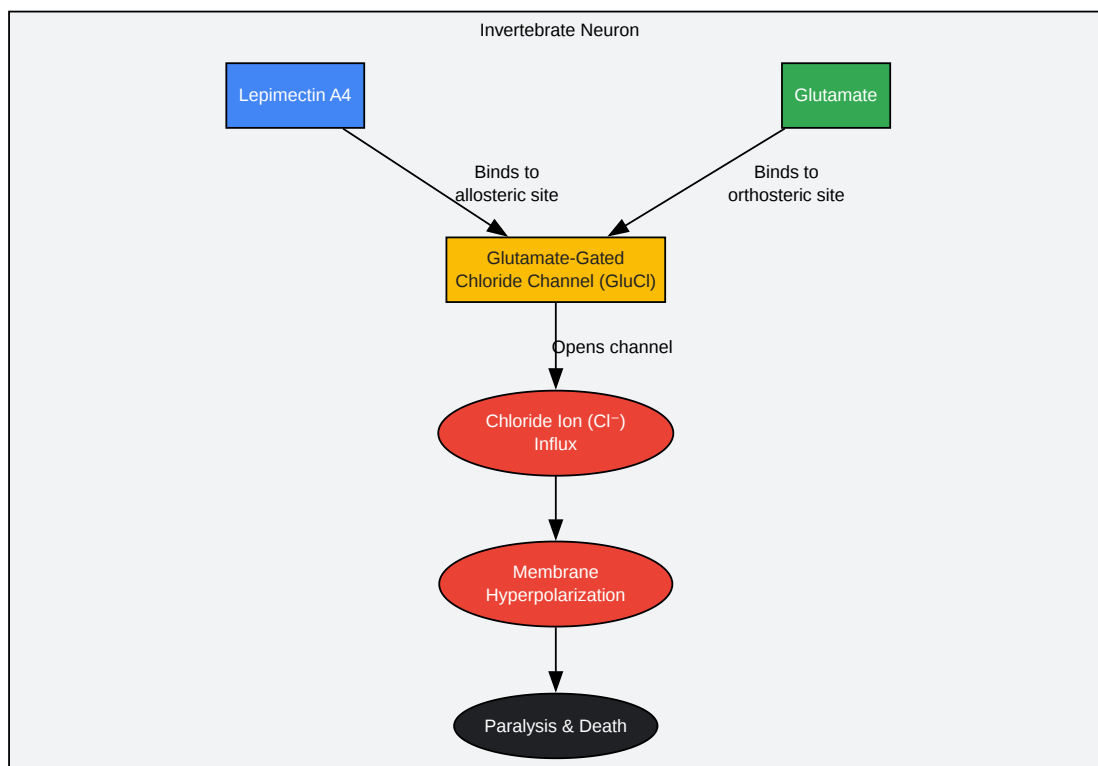 Invertebrate Neuron
Lepimectin A4
Glutamate
Binds to
allosteric site
Binds to
orthosteric site
Glutamate-Gated
Chloride Channel (GluCl)
Opens channel
Chloride Ion (Cl⁻)
Influx
Membrane
Hyperpolarization
Paralysis & Death